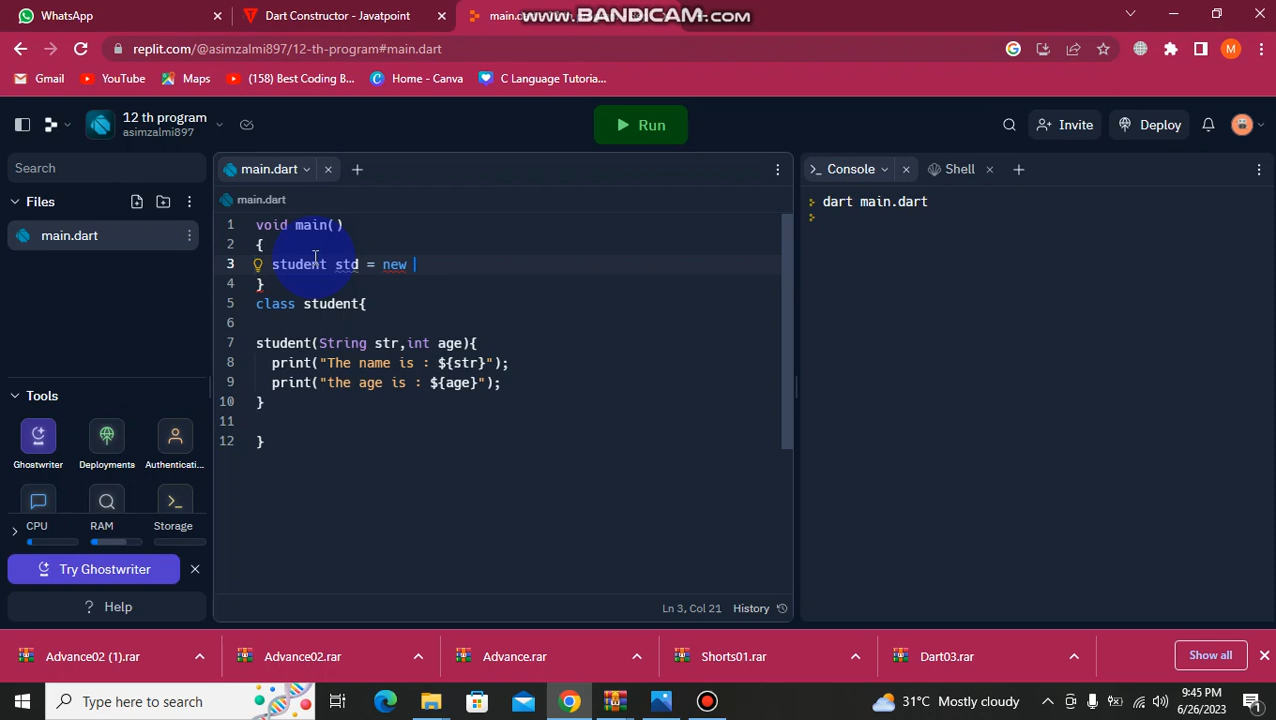 WhatsApp
Dart Constructor - Javatpoint
main.
www.BANDICAM.com
replit.com/@asimzalmi897/12-th-program#main.dart
M
Gmail
YouTube
Maps
(158) Best Coding B...
Home - Canva
C Language Tutoria...
12 th program
asimzalmi897
Run
Invite
Deploy
Search
Files
main.dart
Tools
Ghostwriter
Deployments
Authenticati...
CPU
RAM
Storage
Try Ghostwriter
Help
main.dart
main.dart
1 void main()
2 {
3 student std = new
4 }
5 class student{
6
7 student(String str,int age){
8 print("The name is : ${str}");
9 print("the age is : ${age}");
10 }
11
12 }
Ln 3, Col 21
History
Console
Shell
dart main.dart
Advance02 (1).rar
Advance02.rar
Advance.rar
Shorts01.rar
Dart03.rar
Show all
Type here to search
31°C Mostly cloudy
:45 PM
6/26/2023
1